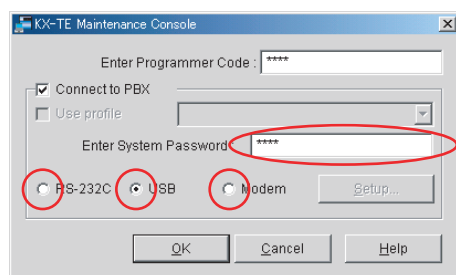 KX-TE Maintenance Console
Enter Programmer Code : ****
Connect to PBX
Use profile
Enter System Password : ****
RS-232C USB Modem Setup...
OK Cancel Help